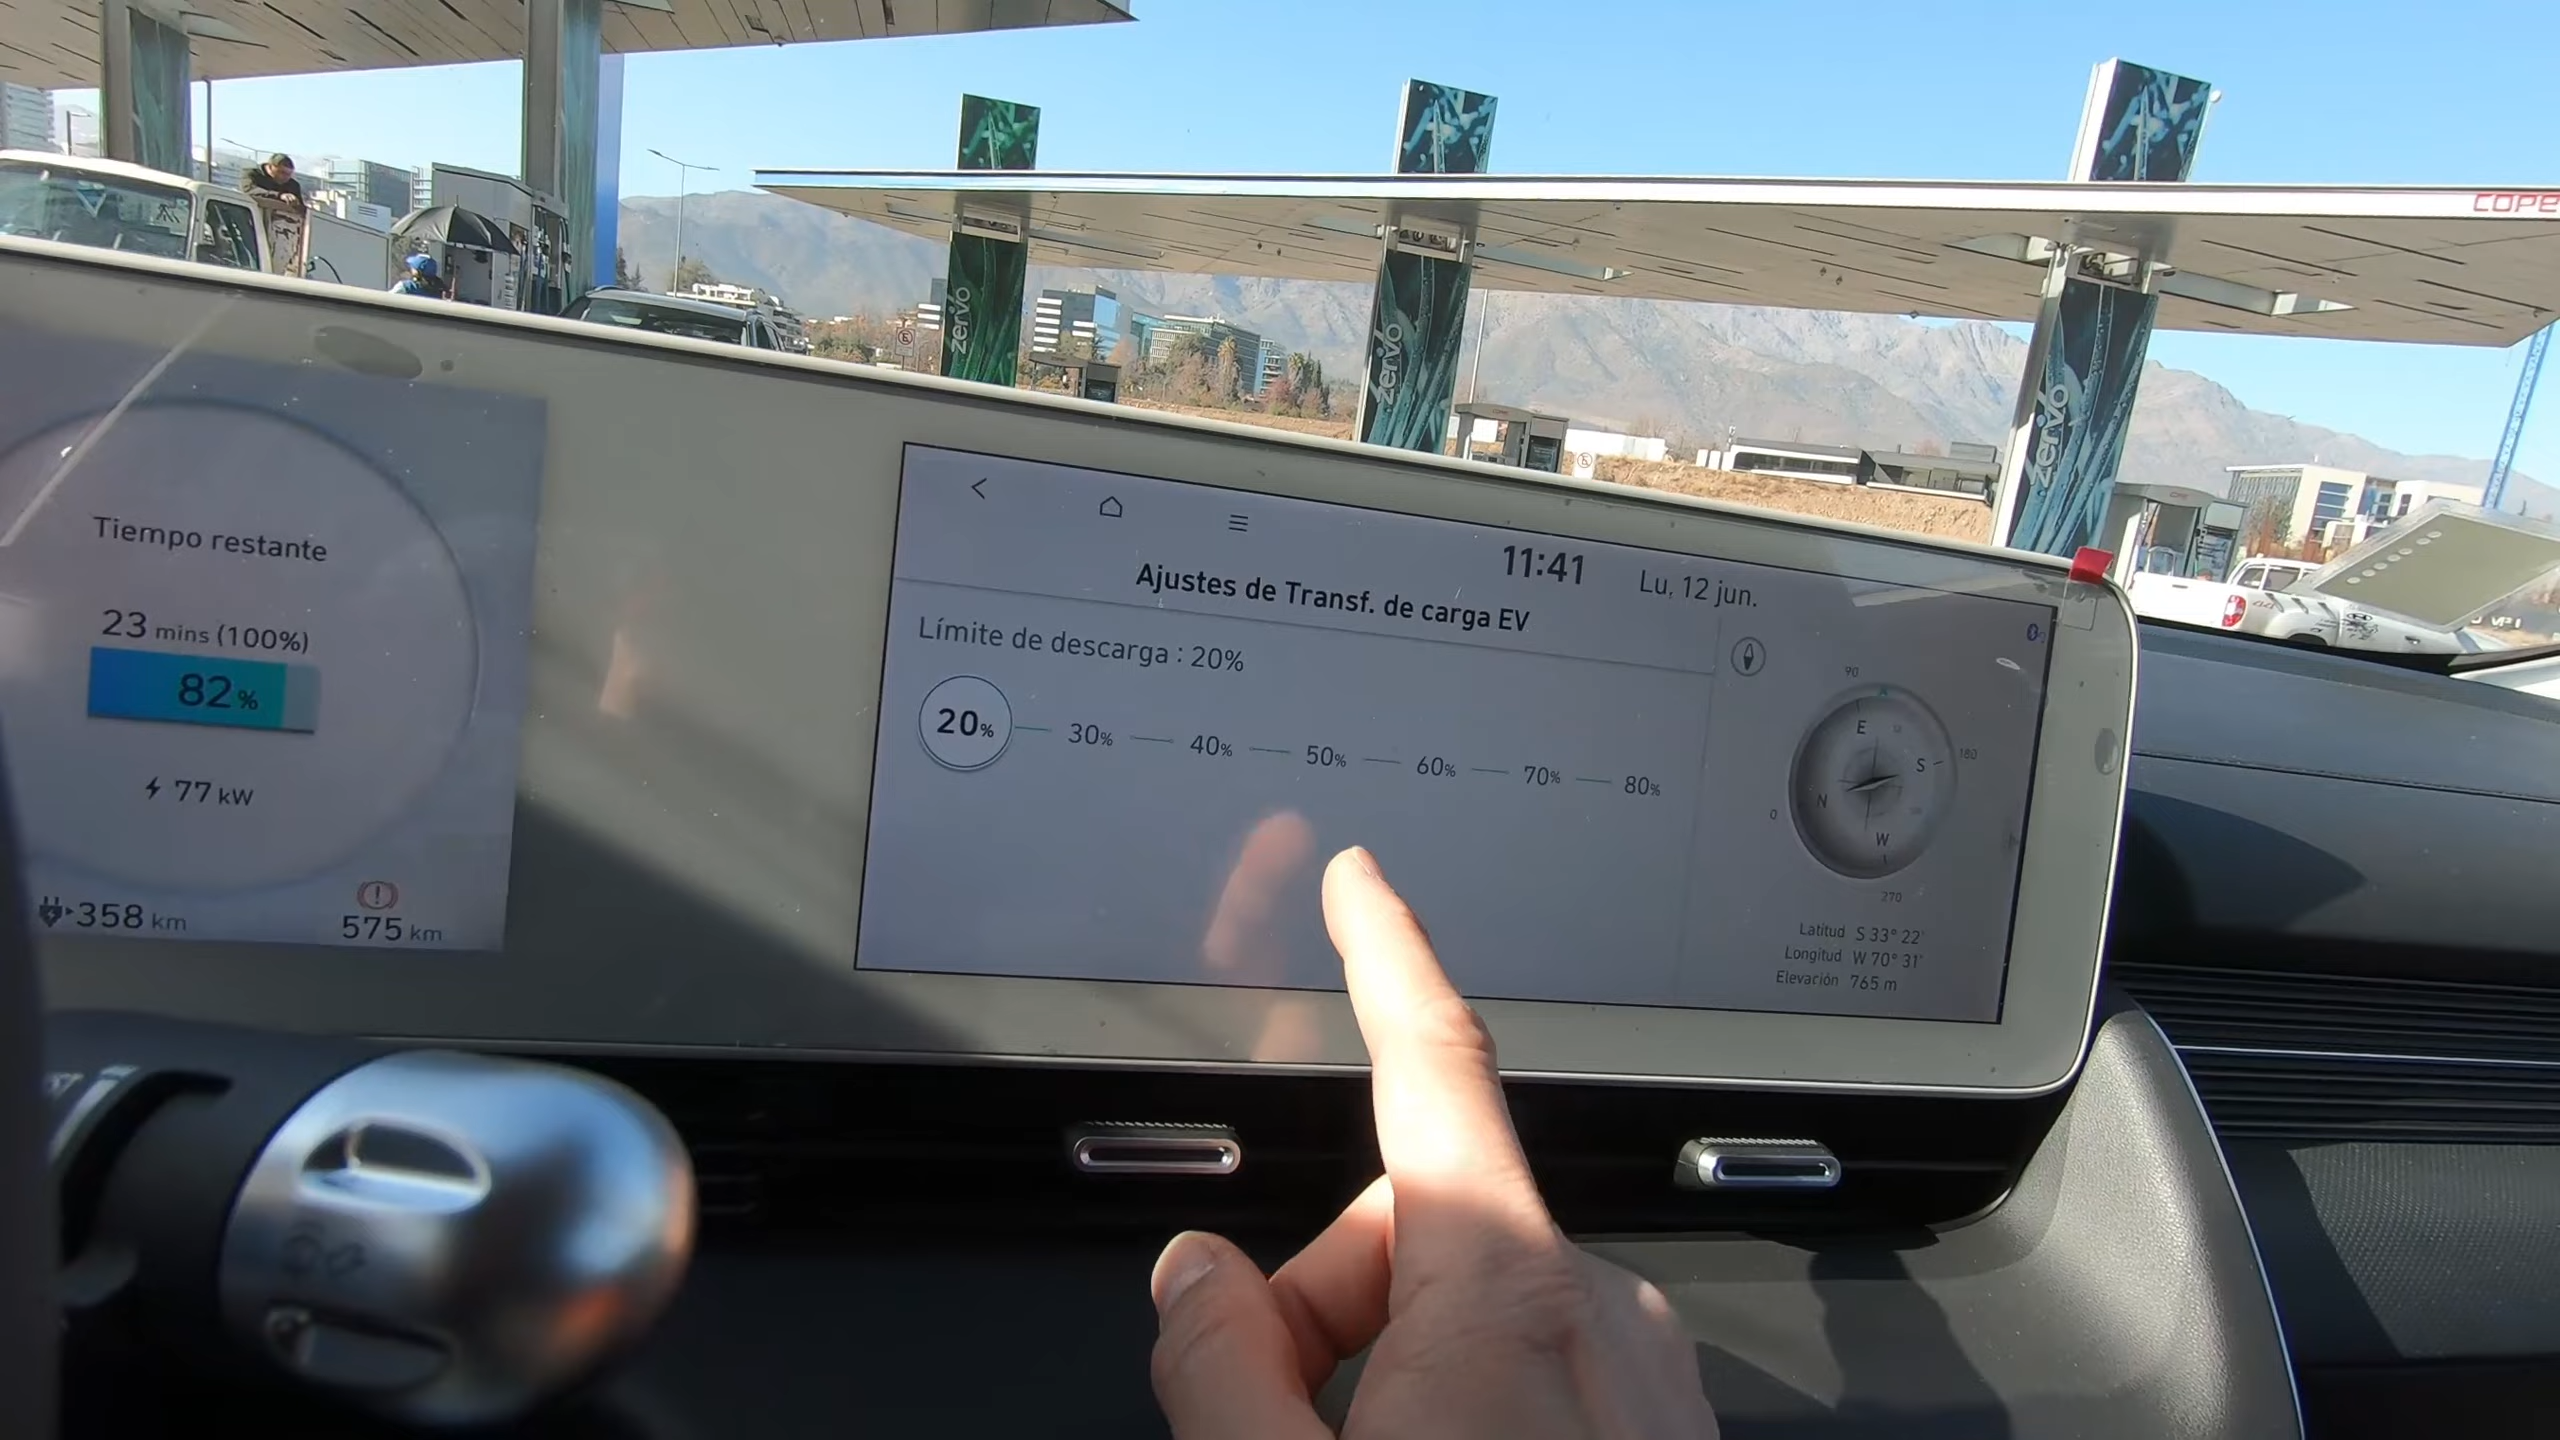 COPE
zervo
zervo
zervo
Tiempo restante
23 mins (100%)
82%
77 kW
358 km
575 km
11:41
Lu, 12 jun.
Ajustes de Transf. de carga EV
Límite de descarga : 20%
20% 30% 40% 50% 60% 70% 80%
90
E
S
180
N
0
W
270
Latitud S 33° 22'
Longitud W 70° 31'
Elevación 765 m